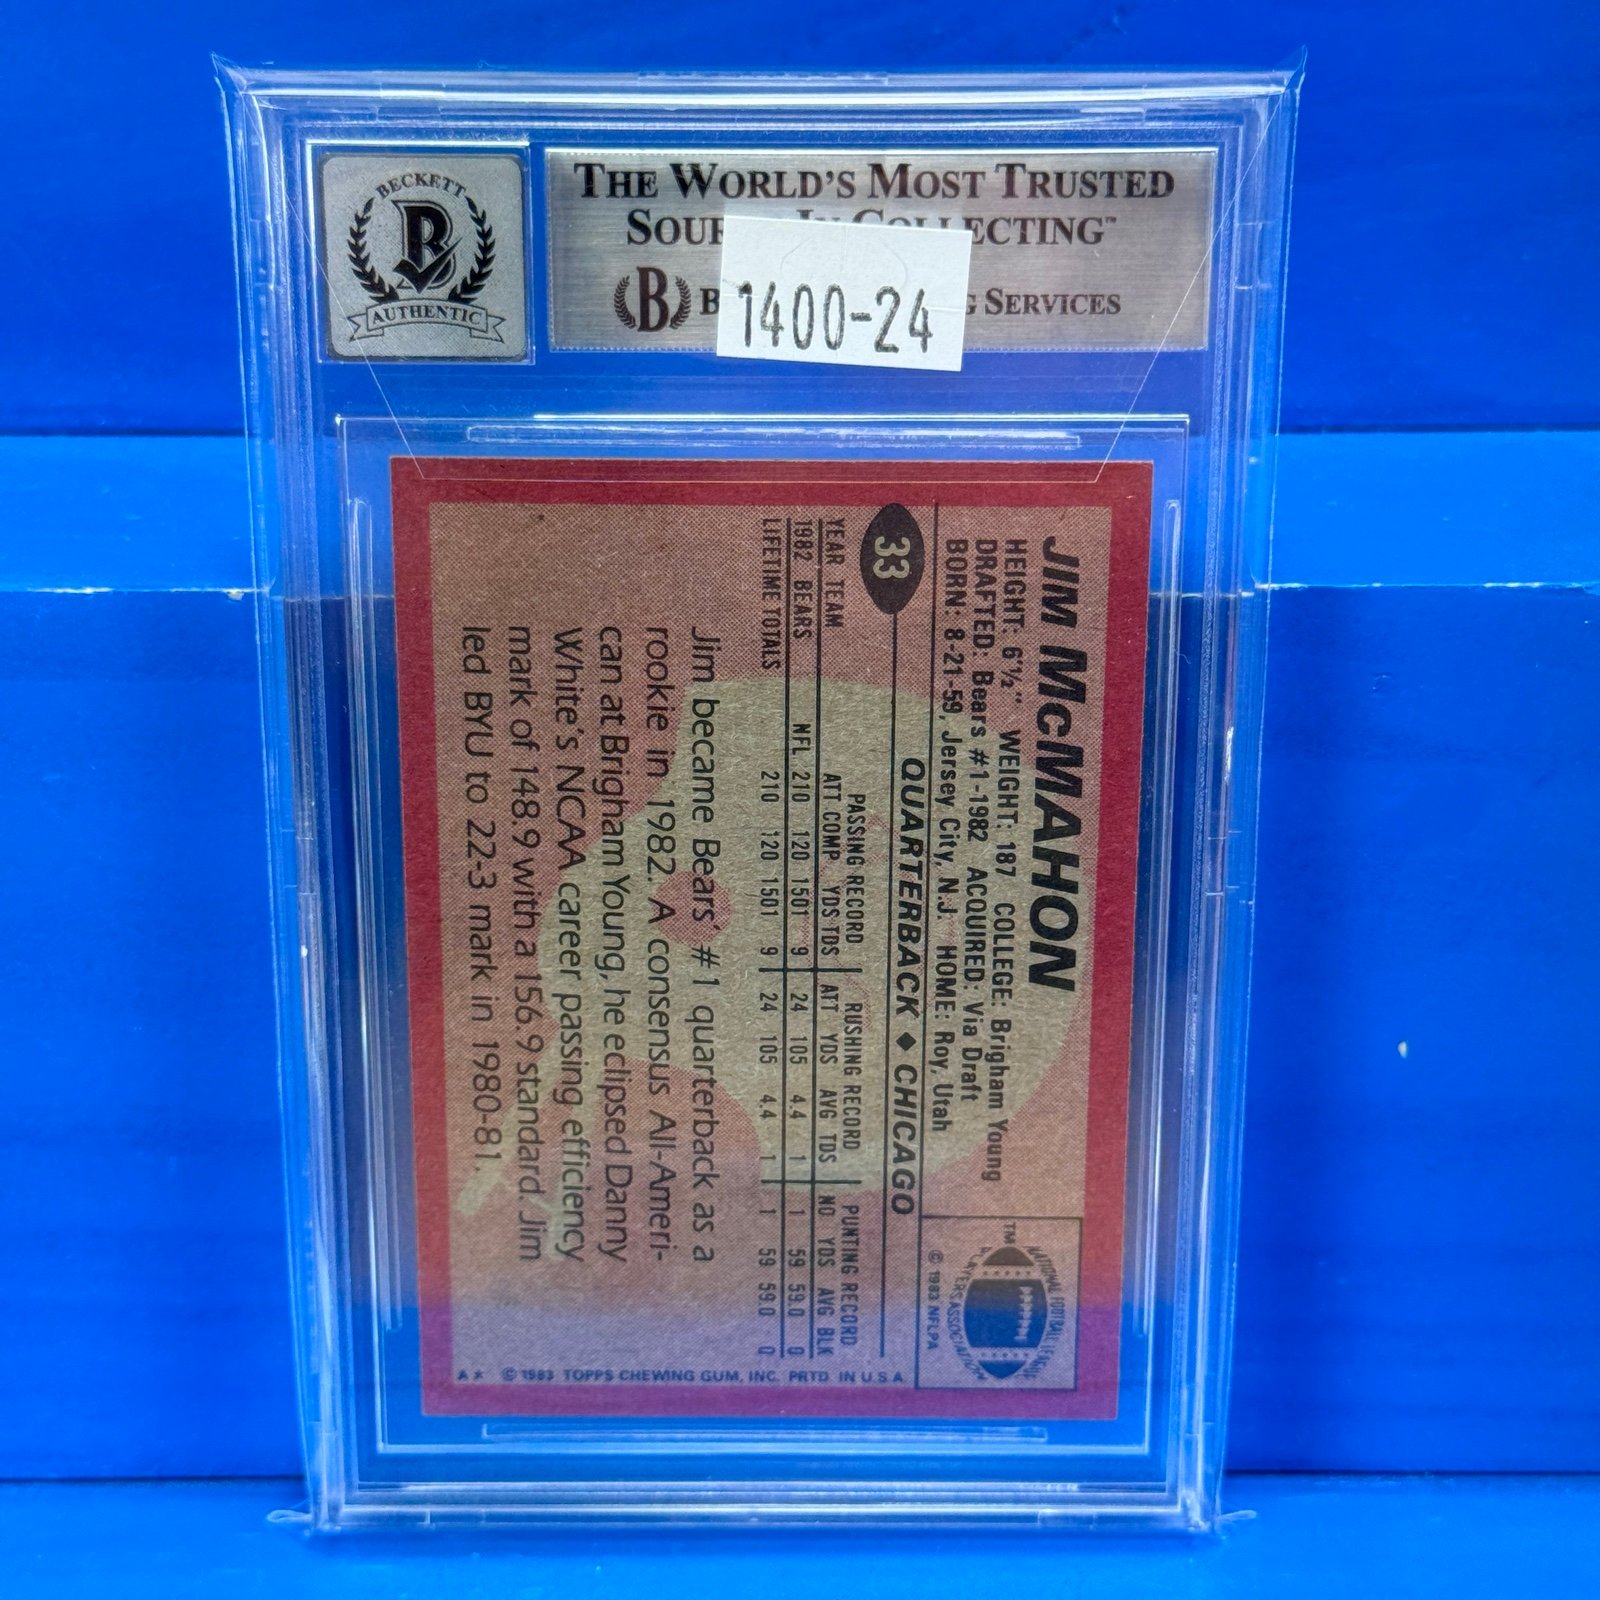 BECKETT
B
AUTHENTIC
THE WORLD'S MOST TRUSTED
SOUR IN COLLECTING™
B B G SERVICES
1400-24
JIM McMAHON
HEIGHT: 6'½" WEIGHT: 187 COLLEGE: Brigham Young
DRAFTED: Bears #1-1982 ACQUIRED: Via Draft
BORN: 8-21-59, Jersey City, N.J. HOME: Roy, Utah
33
QUARTERBACK ◆ CHICAGO
TM
NATIONAL FOOTBALL LEAGUE
PLAYERS ASSOCIATION
© 1983 NFLPA
PASSING RECORD RUSHING RECORD PUNTING RECORD
YEAR TEAM ATT COMP YDS TDS ATT YDS AVG TDS NO YDS AVG BLK
1982 BEARS NFL 210 120 1501 9 24 105 4.4 1 1 59 59.0 0
LIFETIME TOTALS 210 120 1501 9 24 105 4.4 1 1 59 59.0 0
Jim became Bears' #1 quarterback as a
rookie in 1982. A consensus All-Ameri-
can at Brigham Young, he eclipsed Danny
White's NCAA career passing efficiency
mark of 148.9 with a 156.9 standard. Jim
led BYU to 22-3 mark in 1980-81.
A* © 1983 TOPPS CHEWING GUM, INC. PRTD. IN U.S.A.